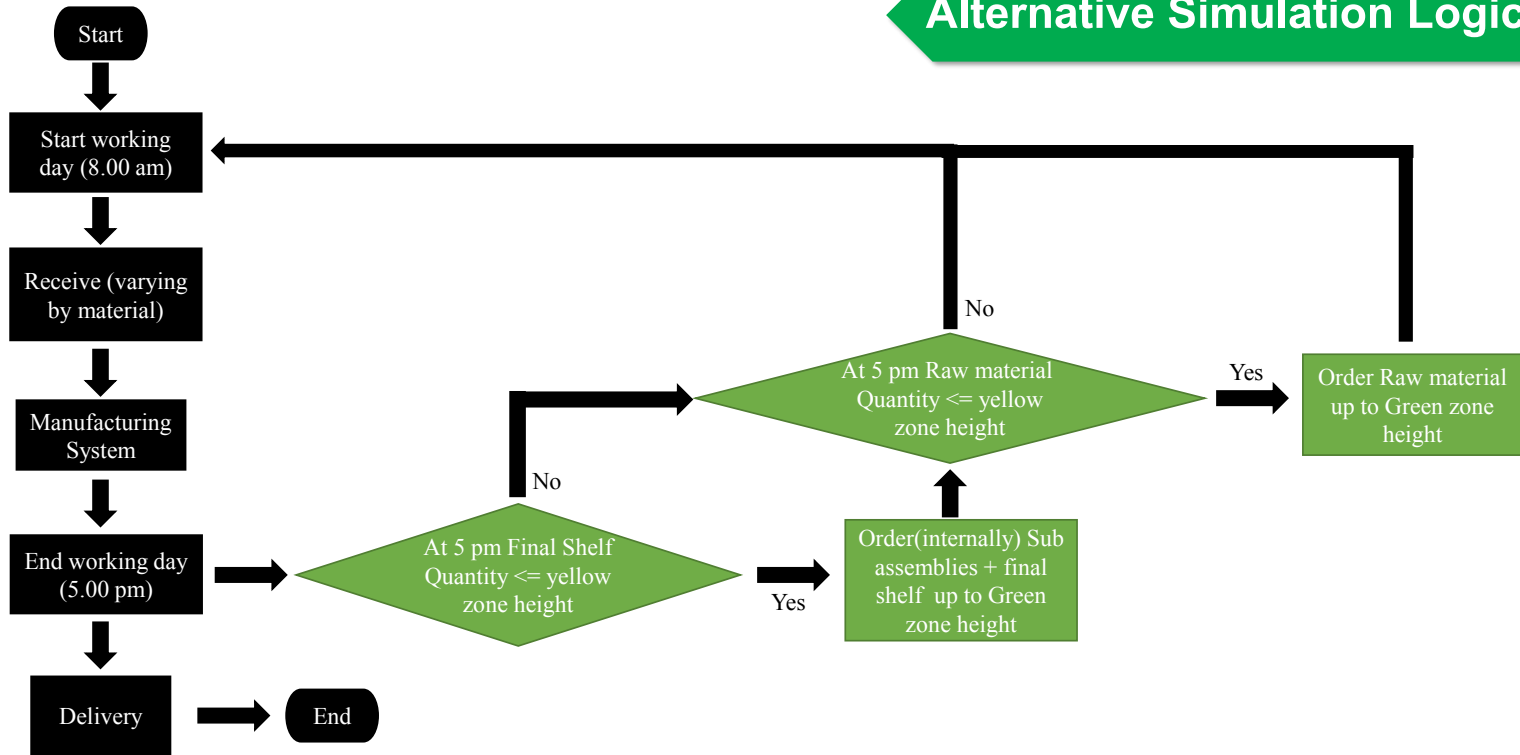 Alternative Simulation Logic
Start
Start working
day (8.00 am)
Receive (varying
by material)
Manufacturing
System
End working day
(5.00 pm)
Delivery
End
At 5 pm Final Shelf
Quantity <= yellow
zone height
No
Yes
Order(internally) Sub
assemblies + final
shelf up to Green
zone height
At 5 pm Raw material
Quantity <= yellow
zone height
No
Yes
Order Raw material
up to Green zone
height